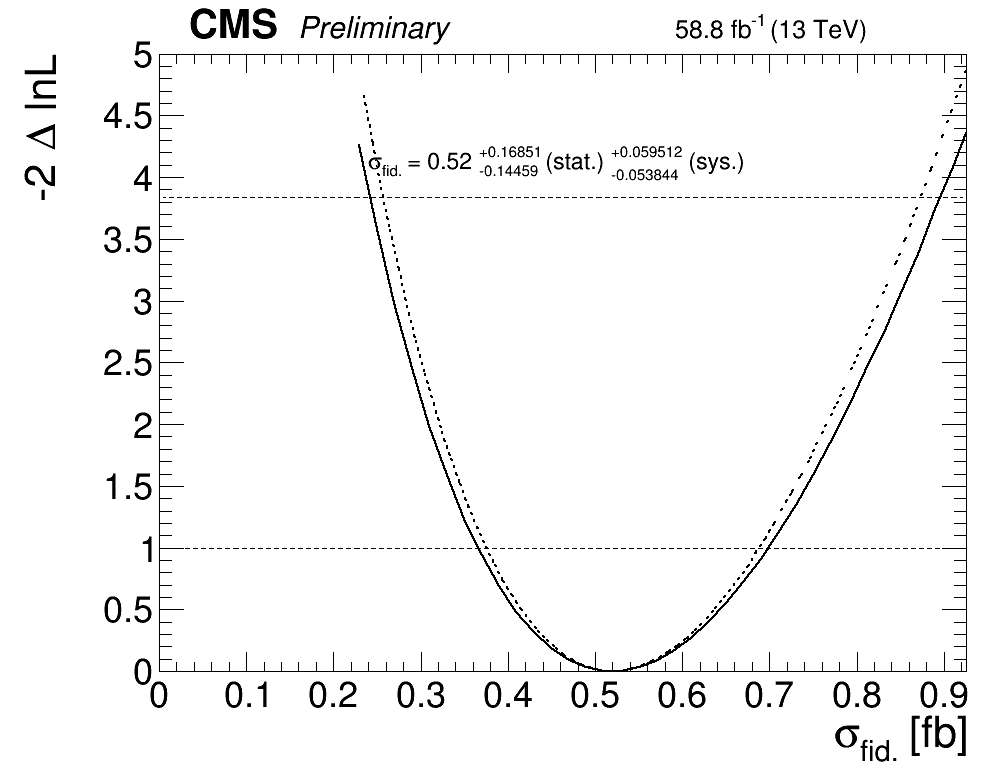 CMS Preliminary 58.8 fb⁻¹ (13 TeV)
-2 Δ lnL
5
4.5
4
3.5
3
2.5
2
1.5
1
0.5
0
σfid. = 0.52 +0.16851 -0.14459 (stat.) +0.059512 -0.053844 (sys.)
0 0.1 0.2 0.3 0.4 0.5 0.6 0.7 0.8 0.9
σfid. [fb]